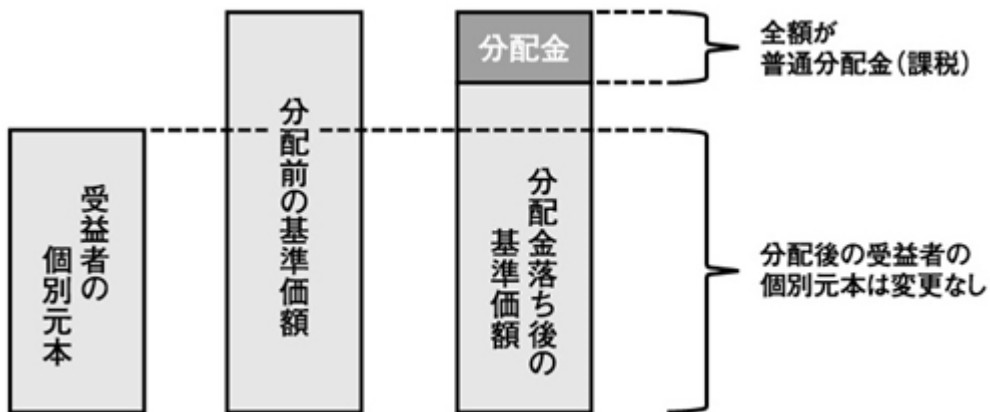 受益者の
個別元本
分配前の基準価額
分配金
分配金落ち後の
基準価額
全額が
普通分配金(課税)
分配後の受益者の
個別元本は変更なし